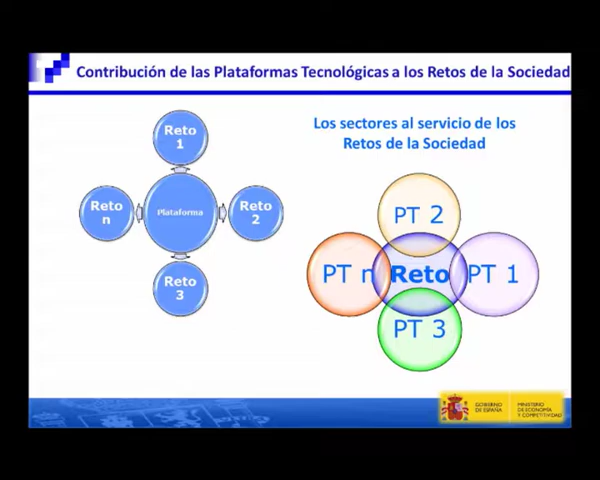 Contribución de las Plataformas Tecnológicas a los Retos de la Sociedad
Reto
1
Reto
n
Plataforma
Reto
2
Reto
3
Los sectores al servicio de los
Retos de la Sociedad
PT 2
PT n
Reto
PT 1
PT 3
GOBIERNO
DE ESPAÑA
MINISTERIO
DE ECONOMÍA
Y COMPETITIVIDAD